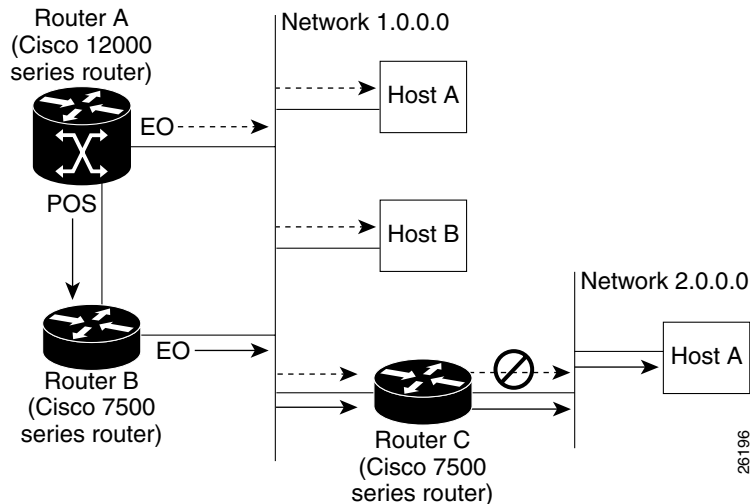 Router A
(Cisco 12000
series router)
Network 1.0.0.0
EO
Host A
POS
Host B
Network 2.0.0.0
EO
Host A
Router B
(Cisco 7500
series router)
Router C
(Cisco 7500
series router)
26196